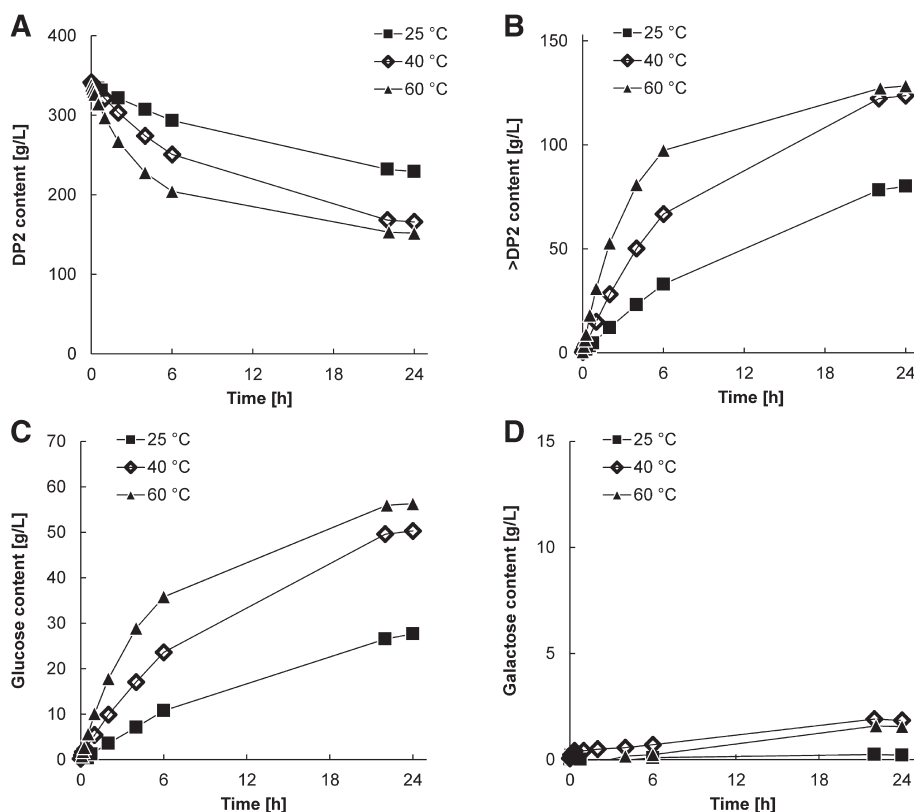 A
400
300
200
100
0
DP2 content [g/L]
25 °C
40 °C
60 °C
0 6 12 18 24
Time [h]
B
150
100
50
0
>DP2 content [g/L]
25 °C
40 °C
60 °C
0 6 12 18 24
Time [h]
C
70
60
50
40
30
20
10
0
Glucose content [g/L]
25 °C
40 °C
60 °C
0 6 12 18 24
Time [h]
D
15
10
5
0
Galactose content [g/L]
25 °C
40 °C
60 °C
0 6 12 18 24
Time [h]